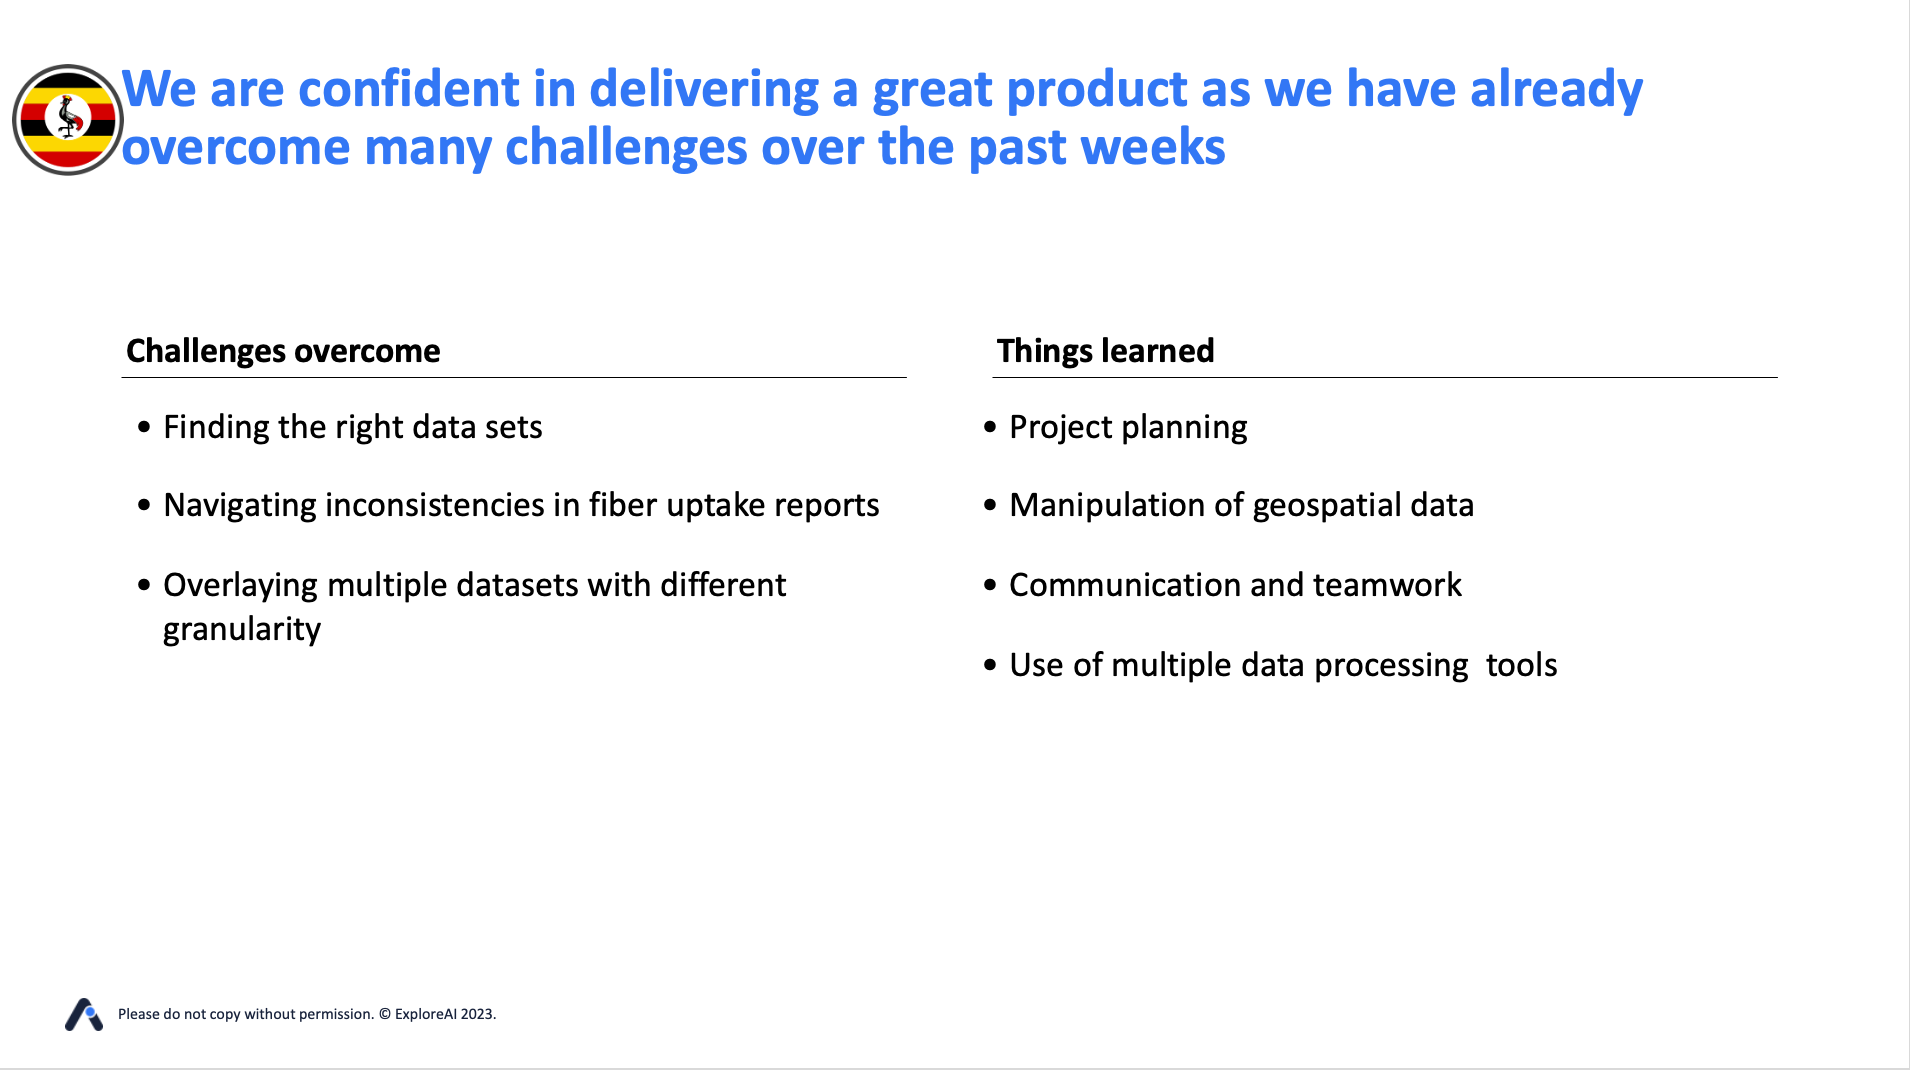 We are confident in delivering a great product as we have already
overcome many challenges over the past weeks
Challenges overcome
• Finding the right data sets
• Navigating inconsistencies in fiber uptake reports
• Overlaying multiple datasets with different
granularity
Things learned
• Project planning
• Manipulation of geospatial data
• Communication and teamwork
• Use of multiple data processing  tools
Please do not copy without permission. © ExploreAI 2023.